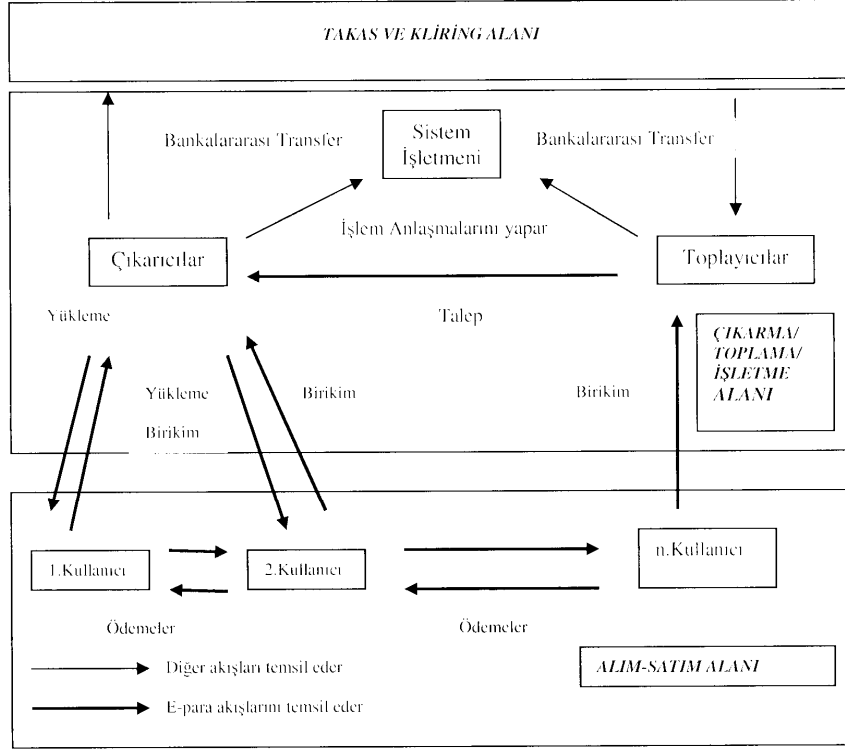 TAKAS VE KLİRİNG ALANI
Bankalararası Transfer
Sistem
İşletmeni
Bankalararası Transfer
İşlem Anlaşmalarını yapar
Çıkarıcılar
Toplayıcılar
Yükleme
Talep
ÇIKARMA/
TOPLAMA/
İŞLETME
ALANI
Yükleme
Birikim
Birikim
Birikim
1.Kullanıcı
2.Kullanıcı
n.Kullanıcı
Ödemeler
Ödemeler
Diğer akışları temsil eder
ALIM-SATIM ALANI
E-para akışlarını temsil eder